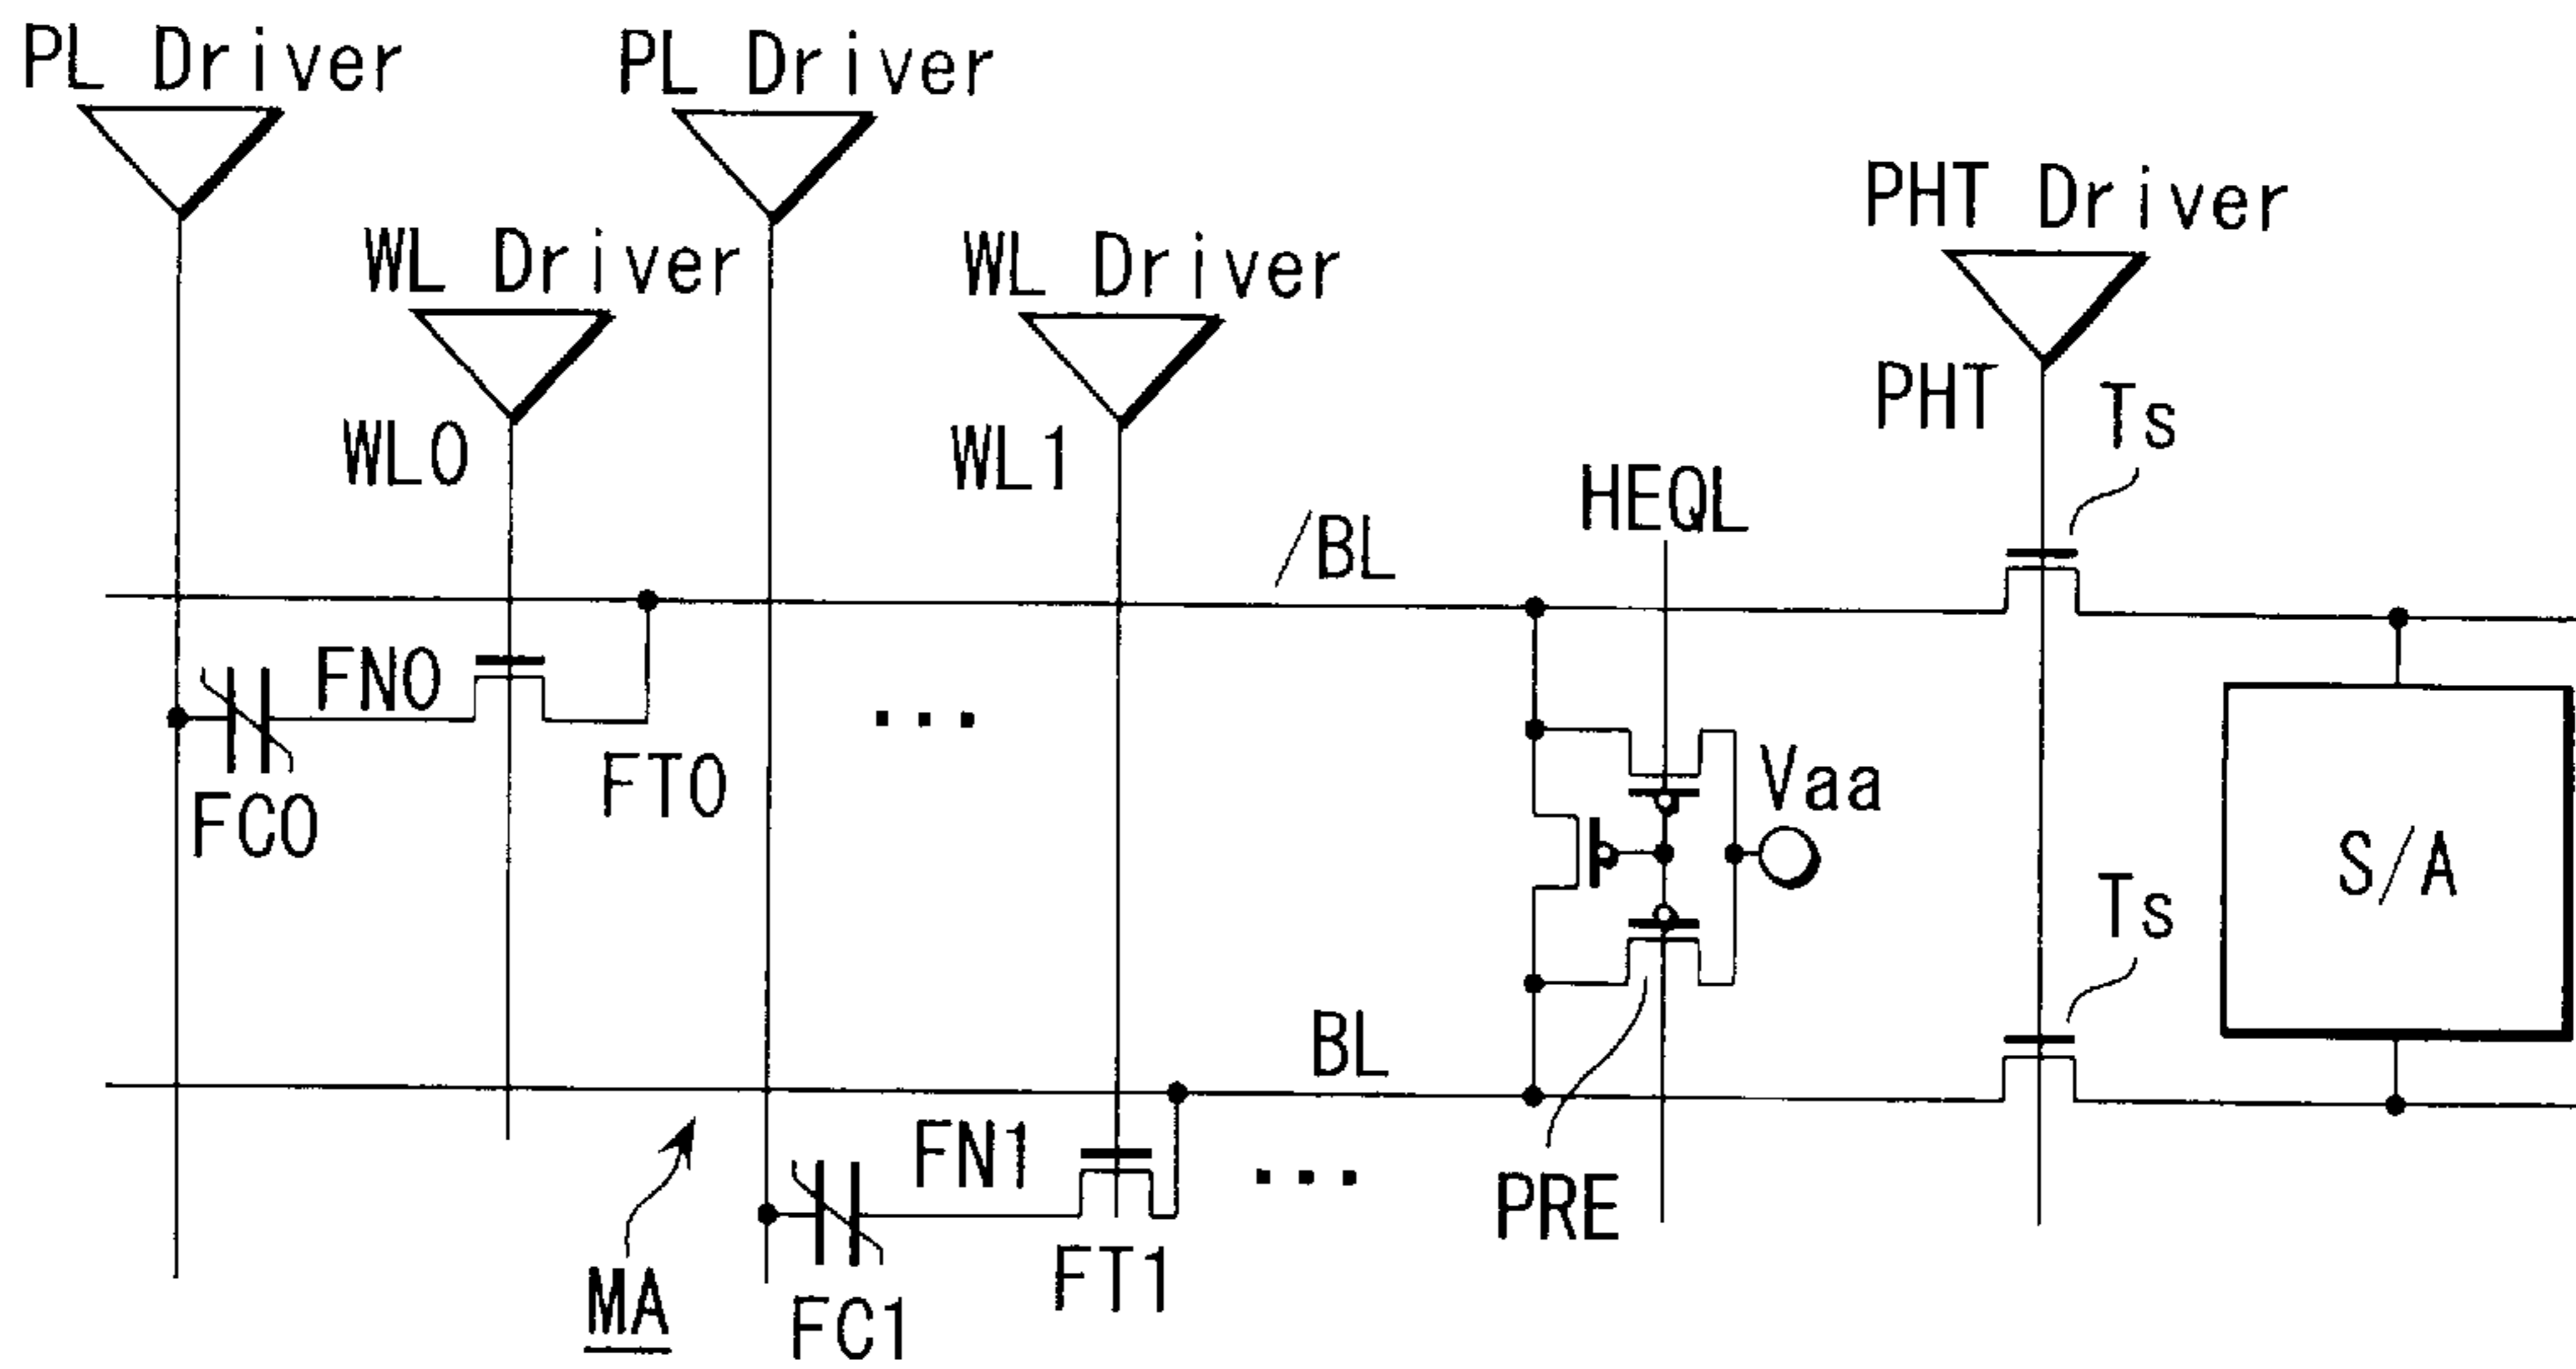 PL Driver
PL Driver
PHT Driver
WL Driver
WL Driver
PHT
Ts
WL0
WL1
HEQL
/BL
FN0
FT0
Vaa
FC0
S/A
Ts
BL
FN1
PRE
FT1
MA
FC1